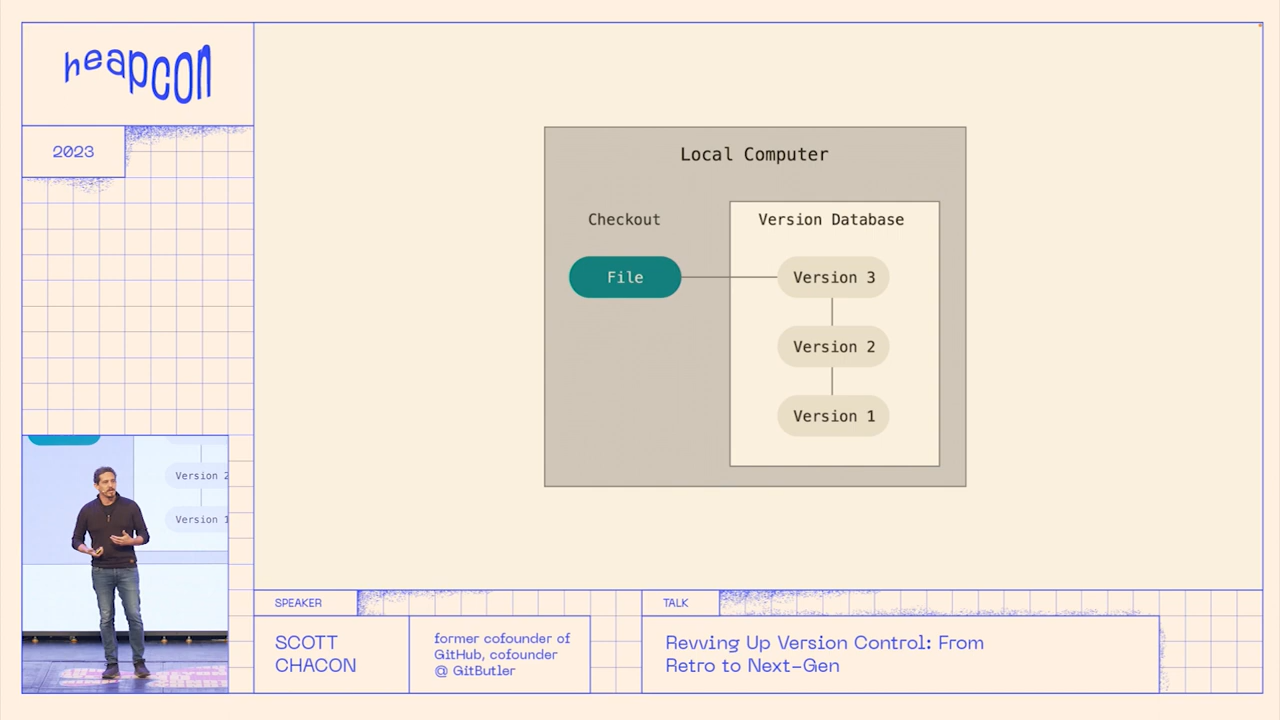 heapcon
2023
Local Computer
Checkout
Version Database
File
Version 3
Version 2
Version 1
Version 2
Version 1
SPEAKER
SCOTT
CHACON
former cofounder of
GitHub, cofounder
@ GitButler
TALK
Revving Up Version Control: From
Retro to Next-Gen